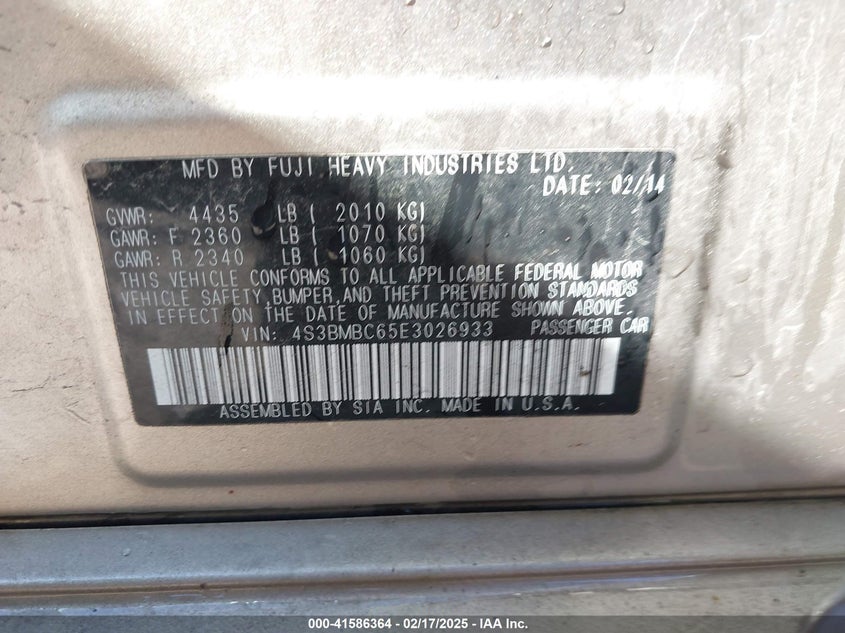 MFD BY FUJI HEAVY INDUSTRIES LTD.
DATE: 02/14
GVWR: 4435 LB ( 2010 KG)
GAWR: F 2360 LB ( 1070 KG)
GAWR: R 2340 LB ( 1060 KG)
THIS VEHICLE CONFORMS TO ALL APPLICABLE FEDERAL MOTOR
VEHICLE SAFETY, BUMPER, AND THEFT PREVENTION STANDARDS
IN EFFECT ON THE DATE OF MANUFACTURE SHOWN ABOVE.
VIN: 4S3BMBC65E3026933 PASSENGER CAR
ASSEMBLED BY SIA INC. MADE IN U.S.A.
000-41586364 - 02/17/2025 - IAA Inc.